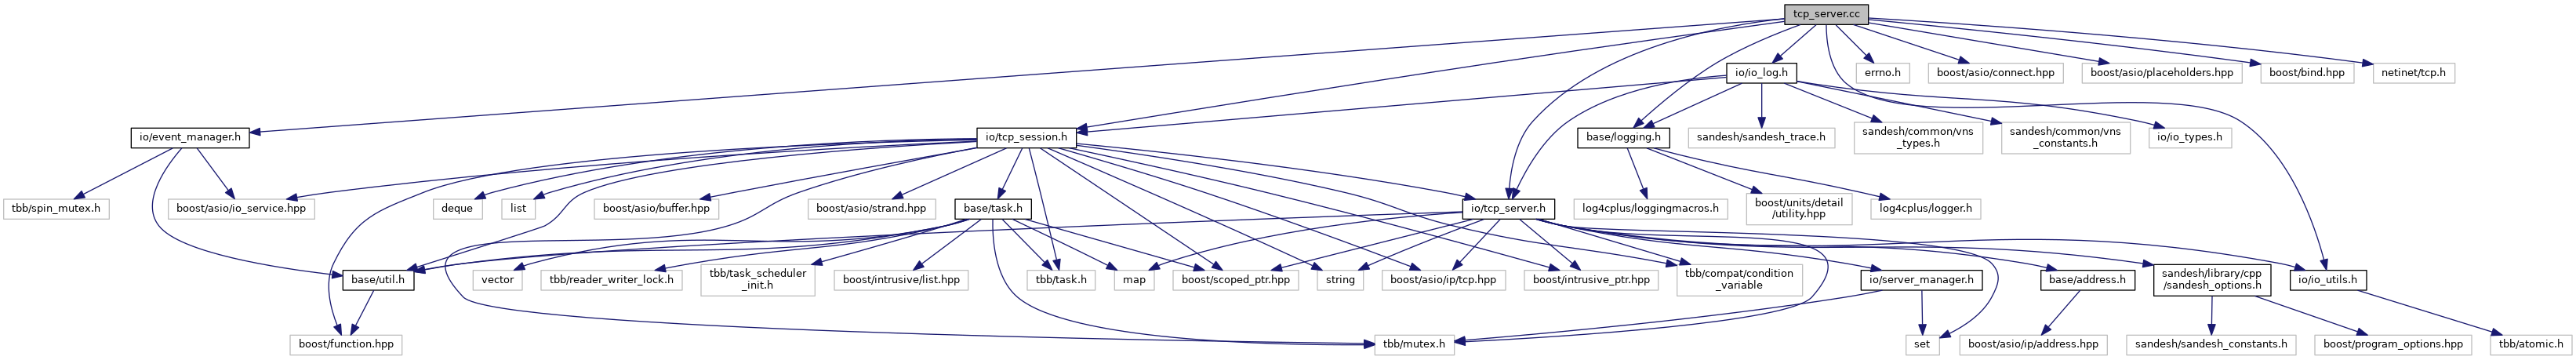 tcp_server.cc
io/io_log.h
errno.h
boost/asio/connect.hpp
boost/asio/placeholders.hpp
boost/bind.hpp
netinet/tcp.h
io/event_manager.h
io/tcp_session.h
base/logging.h
sandesh/sandesh_trace.h
sandesh/common/vns
_types.h
sandesh/common/vns
_constants.h
io/io_types.h
tbb/spin_mutex.h
boost/asio/io_service.hpp
deque
list
boost/asio/buffer.hpp
boost/asio/strand.hpp
base/task.h
io/tcp_server.h
log4cplus/loggingmacros.h
boost/units/detail
/utility.hpp
log4cplus/logger.h
base/util.h
vector
tbb/reader_writer_lock.h
tbb/task_scheduler
_init.h
boost/intrusive/list.hpp
tbb/task.h
map
boost/scoped_ptr.hpp
string
boost/asio/ip/tcp.hpp
boost/intrusive_ptr.hpp
tbb/compat/condition
_variable
io/server_manager.h
base/address.h
sandesh/library/cpp
/sandesh_options.h
io/io_utils.h
boost/function.hpp
tbb/mutex.h
set
boost/asio/ip/address.hpp
sandesh/sandesh_constants.h
boost/program_options.hpp
tbb/atomic.h